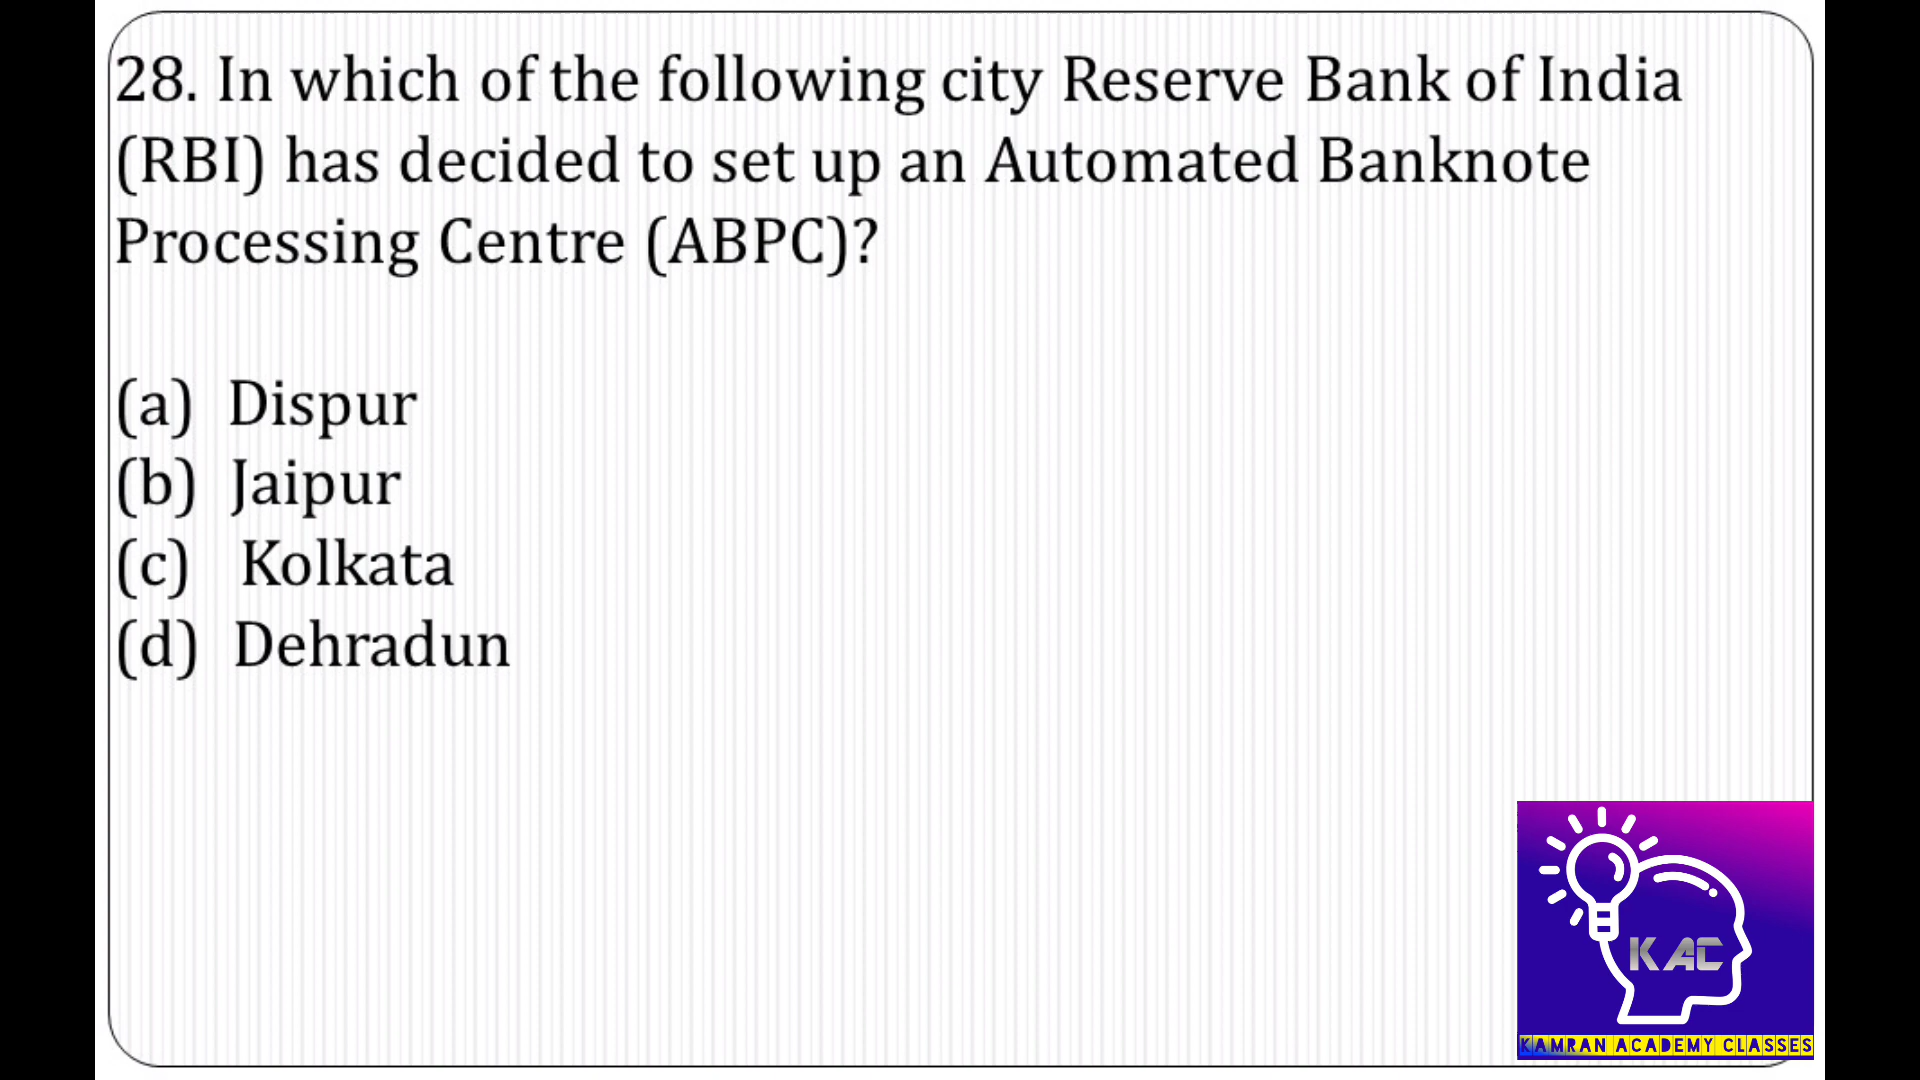 28. In which of the following city Reserve Bank of India
(RBI) has decided to set up an Automated Banknote
Processing Centre (ABPC)?
(a) Dispur
(b) Jaipur
(c) Kolkata
(d) Dehradun
KAC
KAMRAN ACADEMY CLASSES